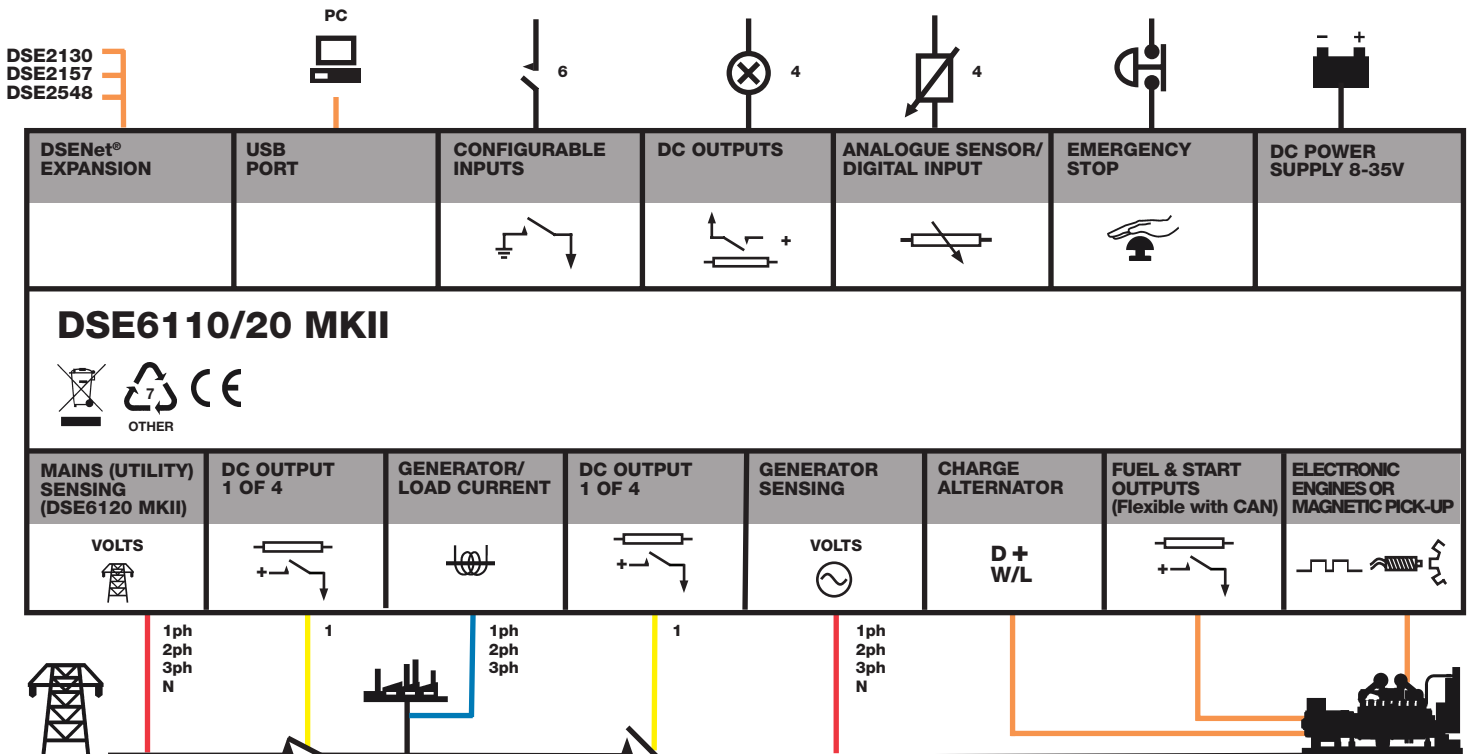 PC
DSE2130
DSE2157
DSE2548
6
4
4
– +
DSENet®
EXPANSION
USB
PORT
CONFIGURABLE
INPUTS
DC OUTPUTS
ANALOGUE SENSOR/
DIGITAL INPUT
EMERGENCY
STOP
DC POWER
SUPPLY 8-35V
+
DSE6110/20 MKII
7
OTHER
CE
MAINS (UTILITY)
SENSING
(DSE6120 MKII)
DC OUTPUT
1 OF 4
GENERATOR/
LOAD CURRENT
DC OUTPUT
1 OF 4
GENERATOR
SENSING
CHARGE
ALTERNATOR
FUEL & START
OUTPUTS
(Flexible with CAN)
ELECTRONIC
ENGINES OR
MAGNETIC PICK-UP
VOLTS
+
+
VOLTS
D +
W/L
+
1ph
2ph
3ph
N
1
1ph
2ph
3ph
1
1ph
2ph
3ph
N